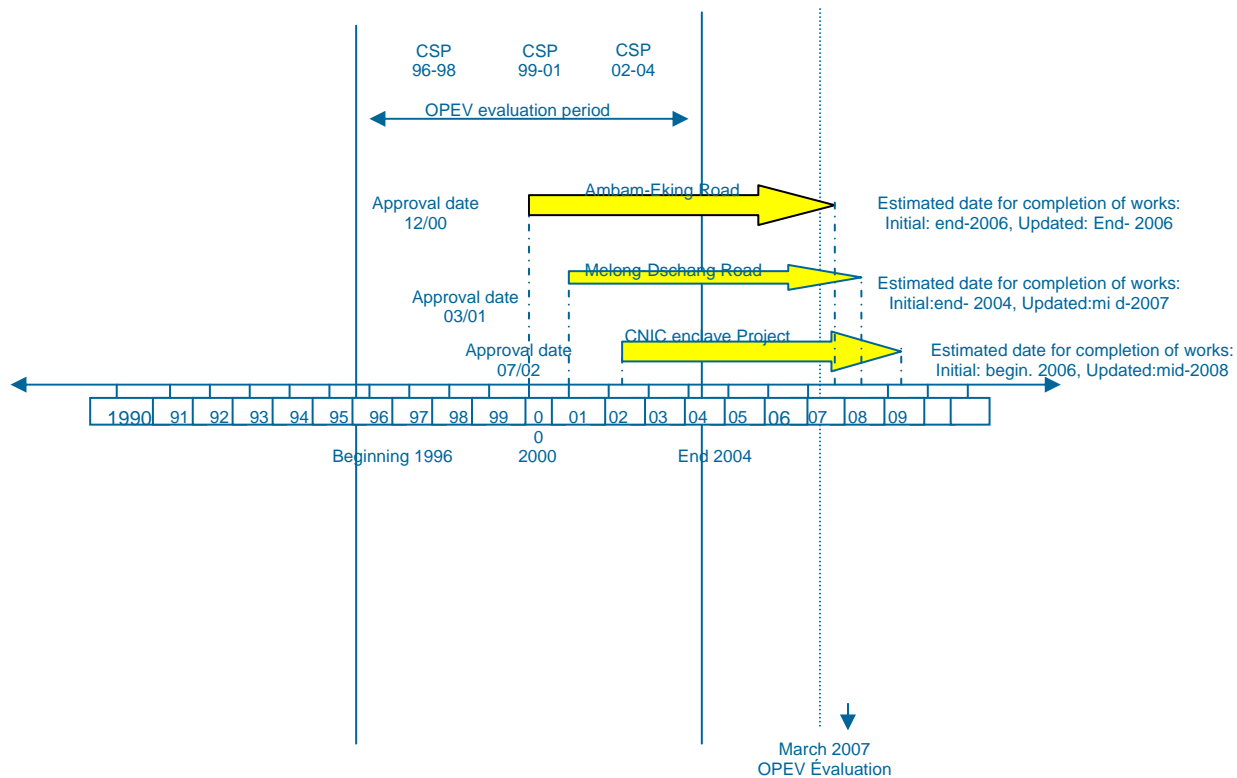 CSP
96-98
CSP
99-01
CSP
02-04
OPEV evaluation period
Ambam-Eking Road
Approval date
12/00
Estimated date for completion of works:
Initial: end-2006, Updated: End- 2006
Melong-Dschang Road
Approval date
03/01
Estimated date for completion of works:
Initial:end- 2004, Updated:mi d-2007
CNIC enclave Project
Approval date
07/02
Estimated date for completion of works:
Initial: begin. 2006, Updated:mid-2008
1990 91 92 93 94 95 96 97 98 99 0 01 02 03 04 05 06 07 08 09
0
Beginning 1996
2000
End 2004
March 2007
OPEV Évaluation